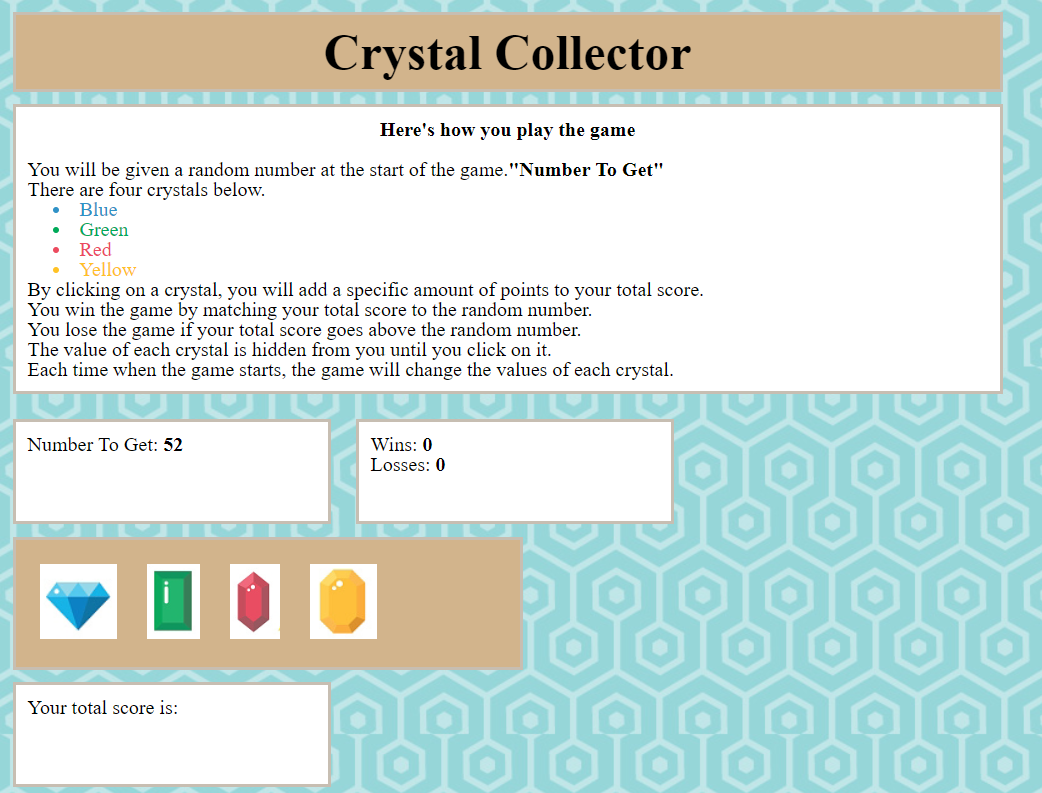 Crystal Collector
Here's how you play the game
You will be given a random number at the start of the game."Number To Get"
There are four crystals below.
• Blue
• Green
• Red
• Yellow
By clicking on a crystal, you will add a specific amount of points to your total score.
You win the game by matching your total score to the random number.
You lose the game if your total score goes above the random number.
The value of each crystal is hidden from you until you click on it.
Each time when the game starts, the game will change the values of each crystal.
Number To Get: 52
Wins: 0
Losses: 0
Your total score is: